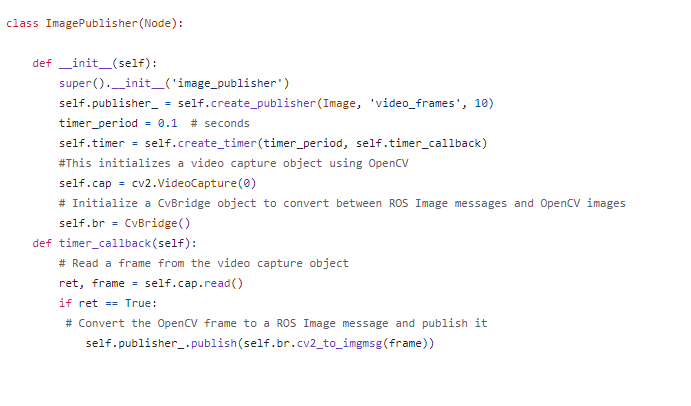 class ImagePublisher(Node):
def __init__(self):
super().__init__('image_publisher')
self.publisher_ = self.create_publisher(Image, 'video_frames', 10)
timer_period = 0.1  # seconds
self.timer = self.create_timer(timer_period, self.timer_callback)
#This initializes a video capture object using OpenCV
self.cap = cv2.VideoCapture(0)
# Initialize a CvBridge object to convert between ROS Image messages and OpenCV images
self.br = CvBridge()
def timer_callback(self):
# Read a frame from the video capture object
ret, frame = self.cap.read()
if ret == True:
# Convert the OpenCV frame to a ROS Image message and publish it
self.publisher_.publish(self.br.cv2_to_imgmsg(frame))